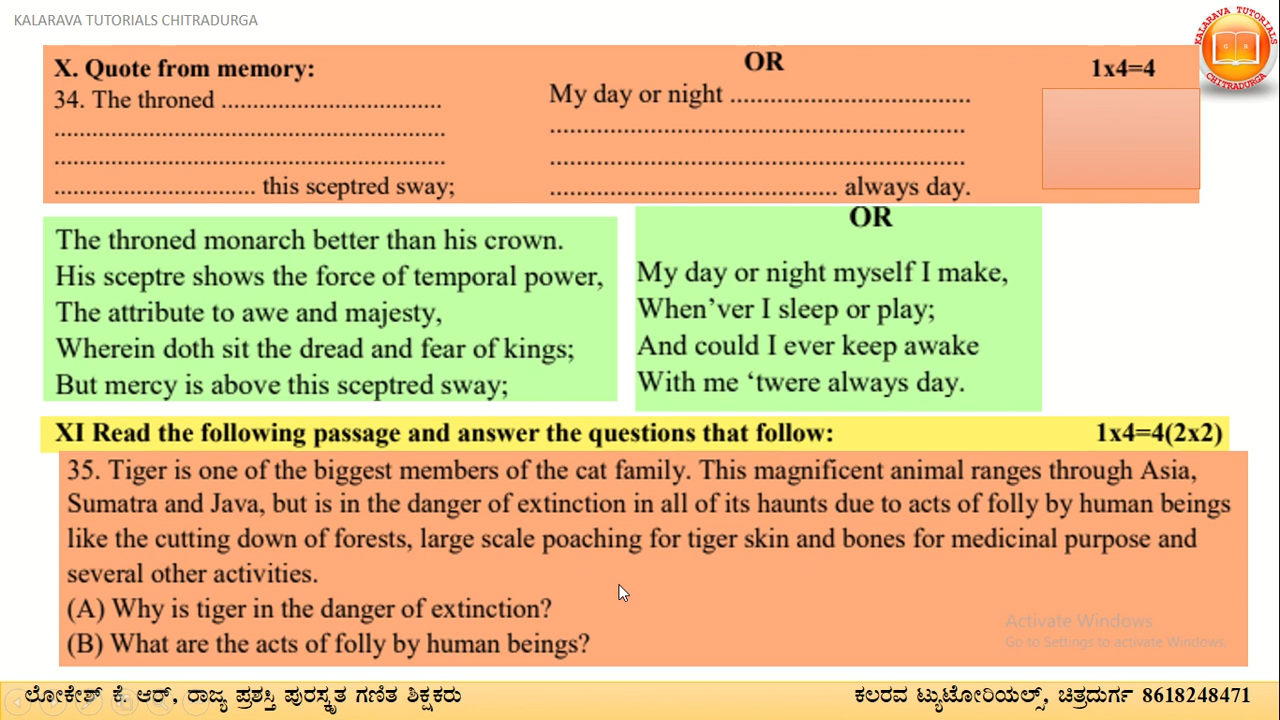 KALARAVA TUTORIALS CHITRADURGA
KALARAVA TUTORIALS
CHITRADURGA
X. Quote from memory:
OR
1x4=4
34. The throned .................................
..........................................................
..........................................................
.............................. this sceptred sway;
My day or night ....................................
..............................................................
..............................................................
........................................... always day.
The throned monarch better than his crown.
His sceptre shows the force of temporal power,
The attribute to awe and majesty,
Wherein doth sit the dread and fear of kings;
But mercy is above this sceptred sway;
OR
My day or night myself I make,
When’ver I sleep or play;
And could I ever keep awake
With me ‘twere always day.
XI Read the following passage and answer the questions that follow: 1x4=4(2x2)
35. Tiger is one of the biggest members of the cat family. This magnificent animal ranges through Asia,
Sumatra and Java, but is in the danger of extinction in all of its haunts due to acts of folly by human beings
like the cutting down of forests, large scale poaching for tiger skin and bones for medicinal purpose and
several other activities.
(A) Why is tiger in the danger of extinction?
(B) What are the acts of folly by human beings?
Activate Windows
Go to Settings to activate Windows.
ಲೋಕೇಶ್ ಕೆ ಆರ್, ರಾಜ್ಯ ಪ್ರಶಸ್ತಿ ಪುರಸ್ಕೃತ ಗಣಿತ ಶಿಕ್ಷಕರು
ಕಲರವ ಟ್ಯುಟೋರಿಯಲ್ಸ್, ಚಿತ್ರದುರ್ಗ 8618248471